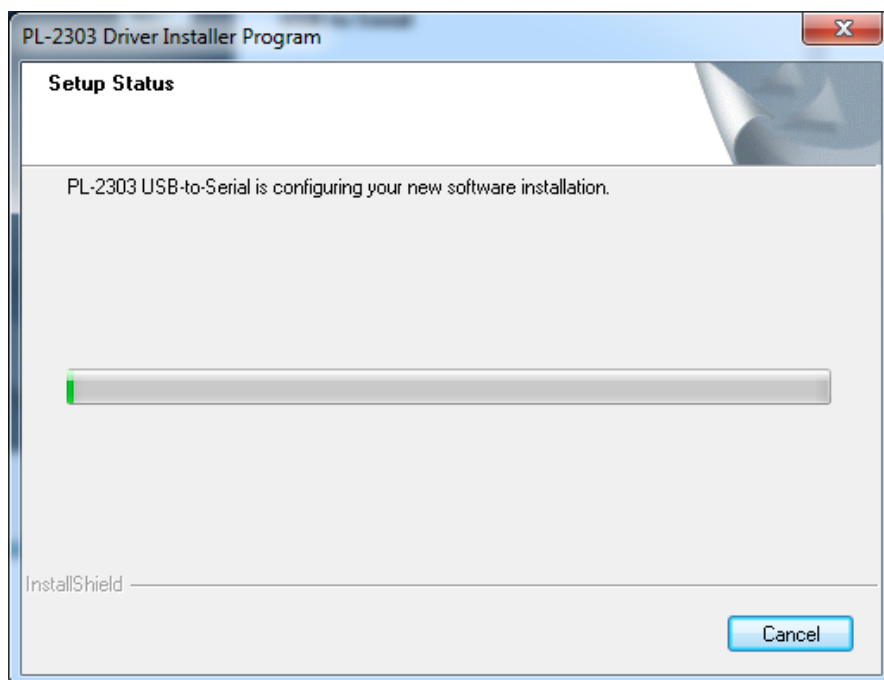 PL-2303 Driver Installer Program
Setup Status
PL-2303 USB-to-Serial is configuring your new software installation.
InstallShield
Cancel